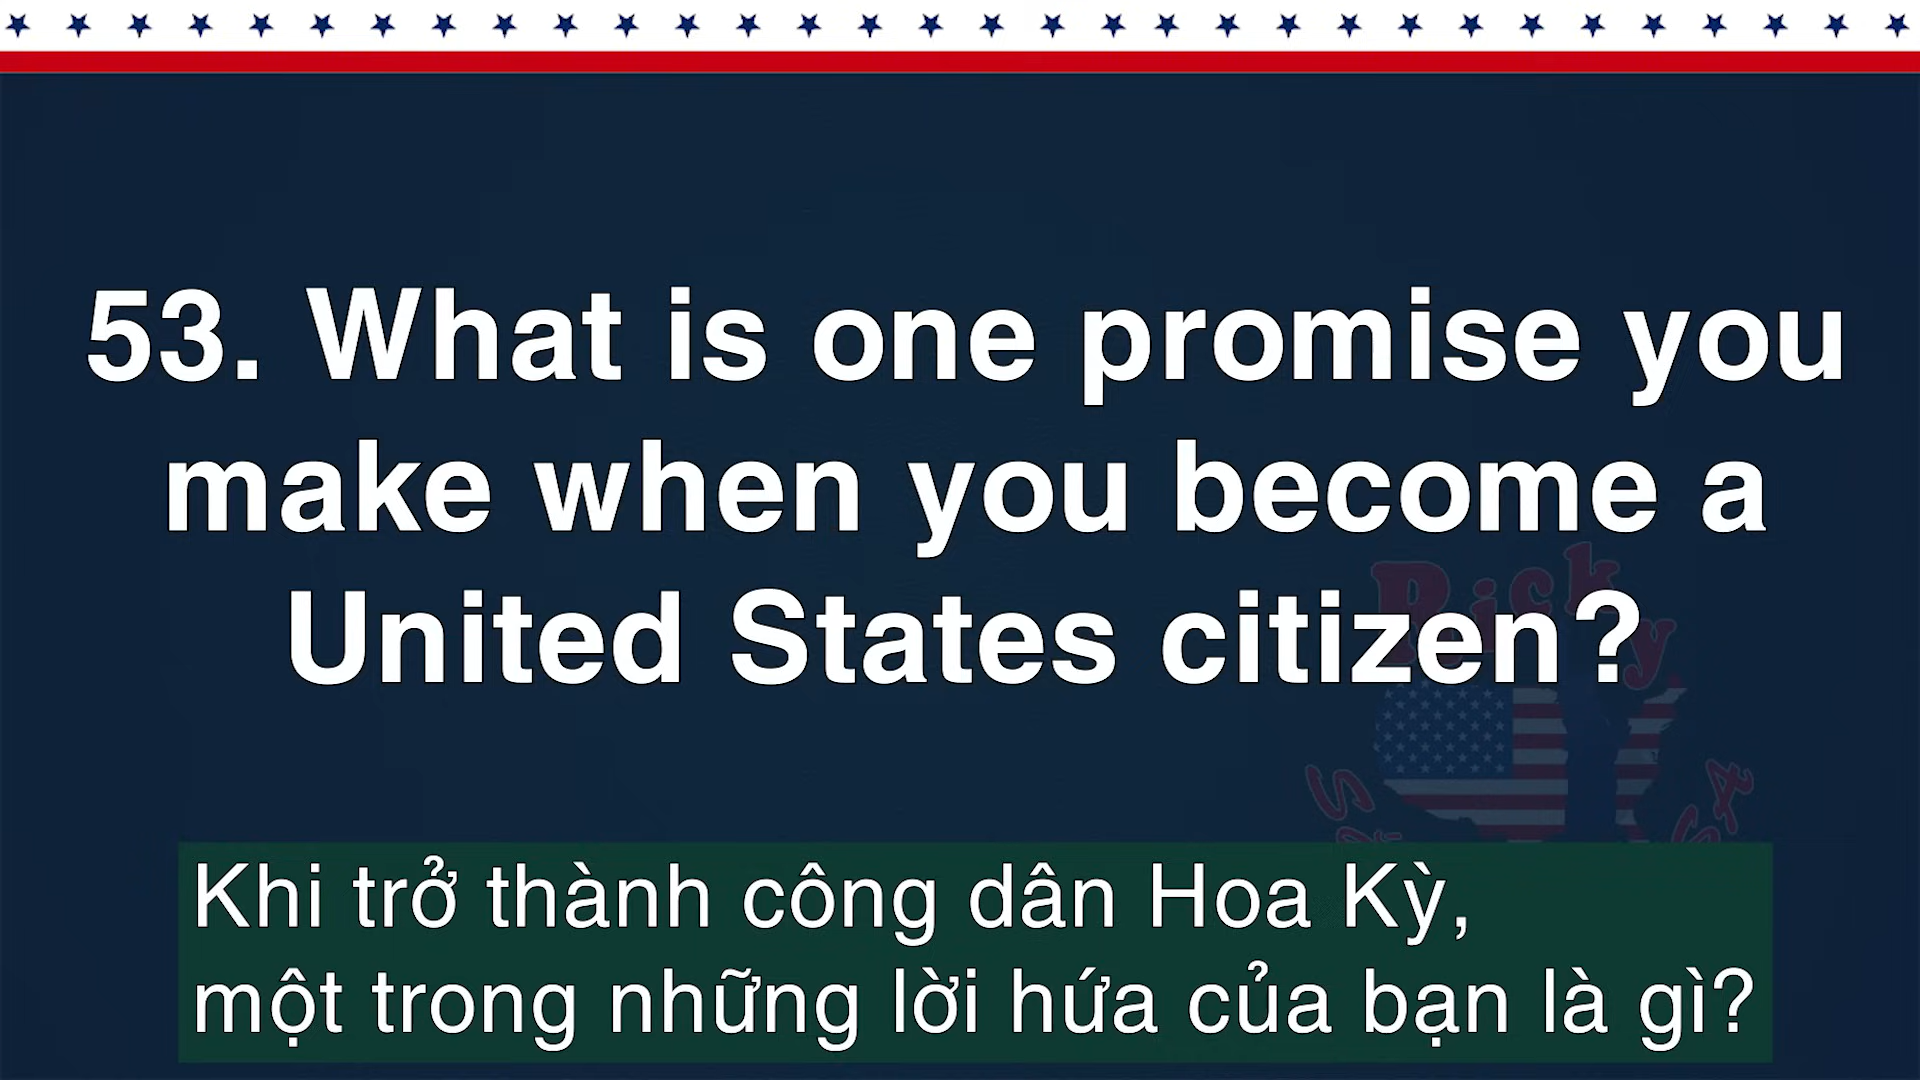 53. What is one promise you
make when you become a
United States citizen?
Ricky
Khi trở thành công dân Hoa Kỳ,
một trong những lời hứa của bạn là gì?